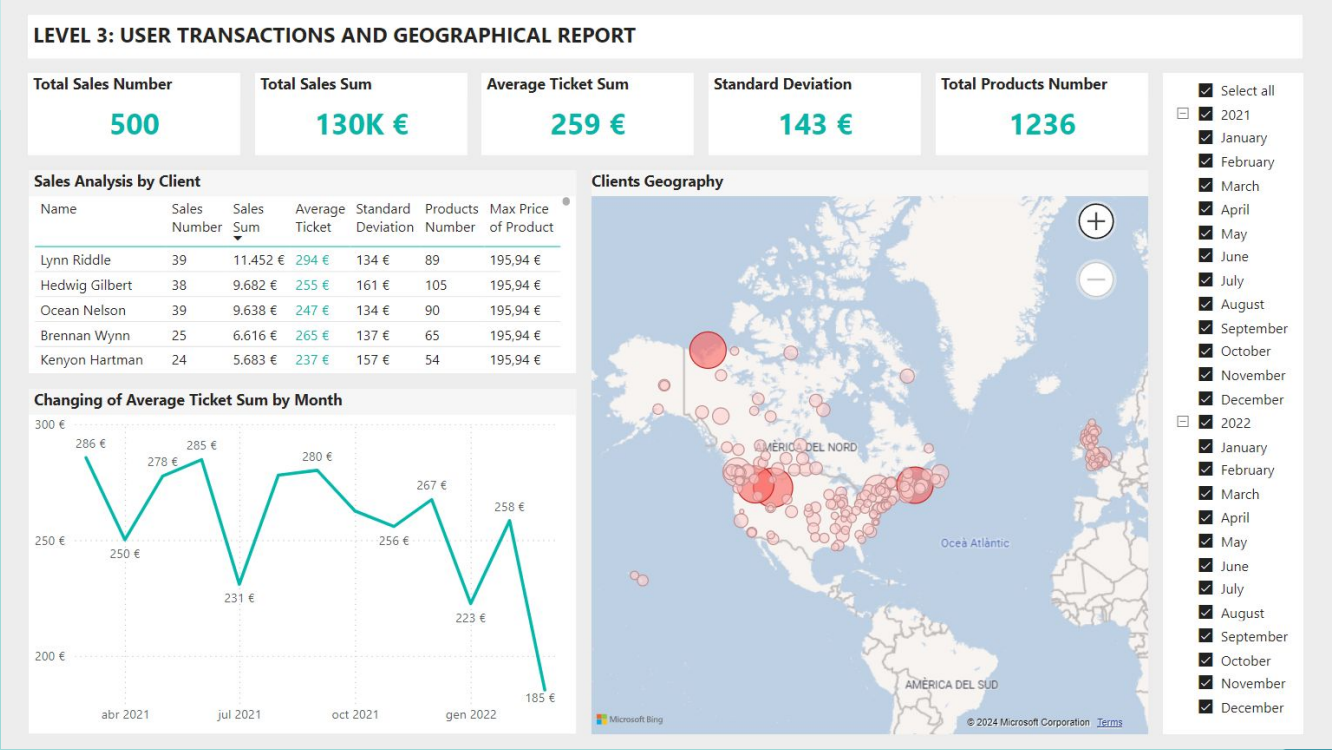 LEVEL 3: USER TRANSACTIONS AND GEOGRAPHICAL REPORT
Total Sales Number
500
Total Sales Sum
130K €
Average Ticket Sum
259 €
Standard Deviation
143 €
Total Products Number
1236
Sales Analysis by Client
Name Sales Number Sales Sum Average Ticket Standard Deviation Products Number Max Price of Product
Lynn Riddle 39 11.452 € 294 € 134 € 89 195,94 €
Hedwig Gilbert 38 9.682 € 255 € 161 € 105 195,94 €
Ocean Nelson 39 9.638 € 247 € 134 € 90 195,94 €
Brennan Wynn 25 6.616 € 265 € 137 € 65 195,94 €
Kenyon Hartman 24 5.683 € 237 € 157 € 54 195,94 €
Changing of Average Ticket Sum by Month
300 €
250 €
200 €
286 €
250 €
278 €
285 €
231 €
280 €
256 €
267 €
223 €
258 €
185 €
abr 2021 jul 2021 oct 2021 gen 2022
Clients Geography
AMÈRICA DEL NORD
Oceà Atlàntic
AMÈRICA DEL SUD
Microsoft Bing
© 2024 Microsoft Corporation Terms
Select all
2021
January
February
March
April
May
June
July
August
September
October
November
December
2022
January
February
March
April
May
June
July
August
September
October
November
December